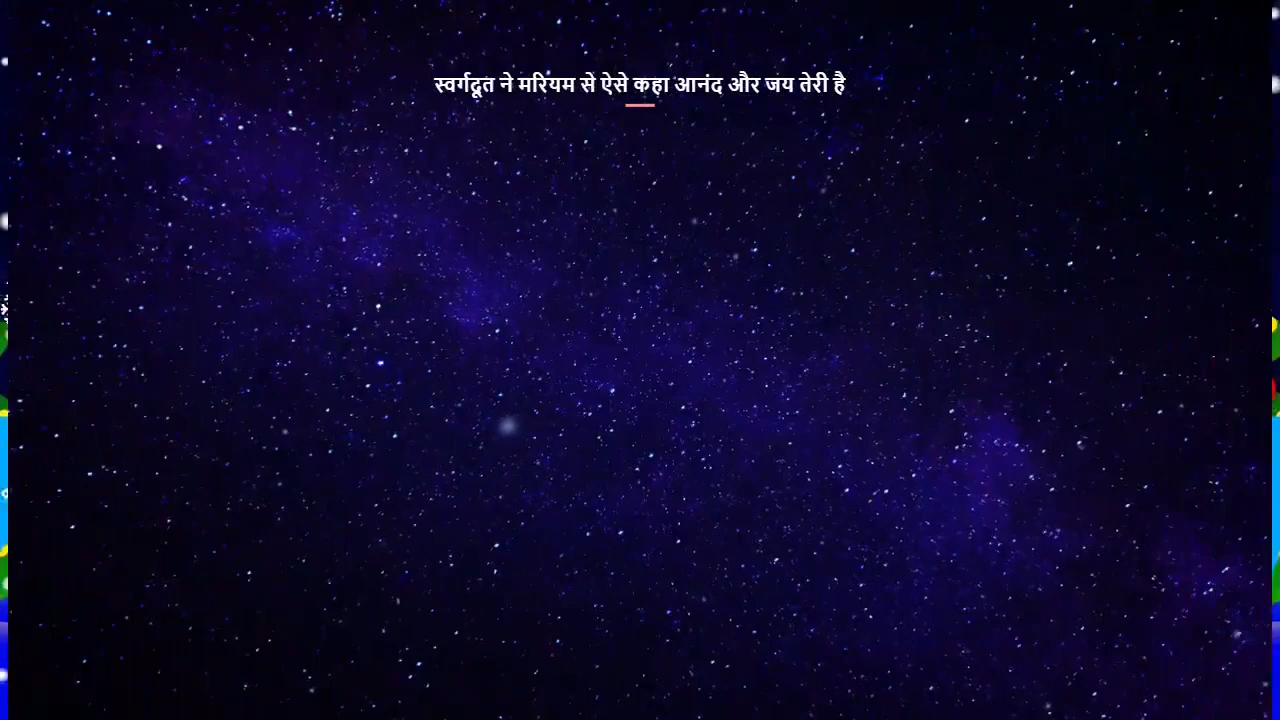 स्वर्गदूत ने मरियम से ऐसे कहा आनंद और जय तेरी है